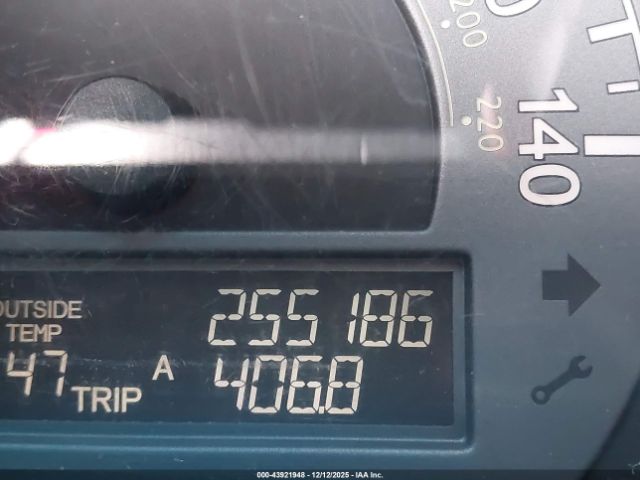 200
220
140
OUTSIDE 255186
TEMP
47 TRIP A 406.8
000-43921948 - 12/12/2025 - IAA Inc.